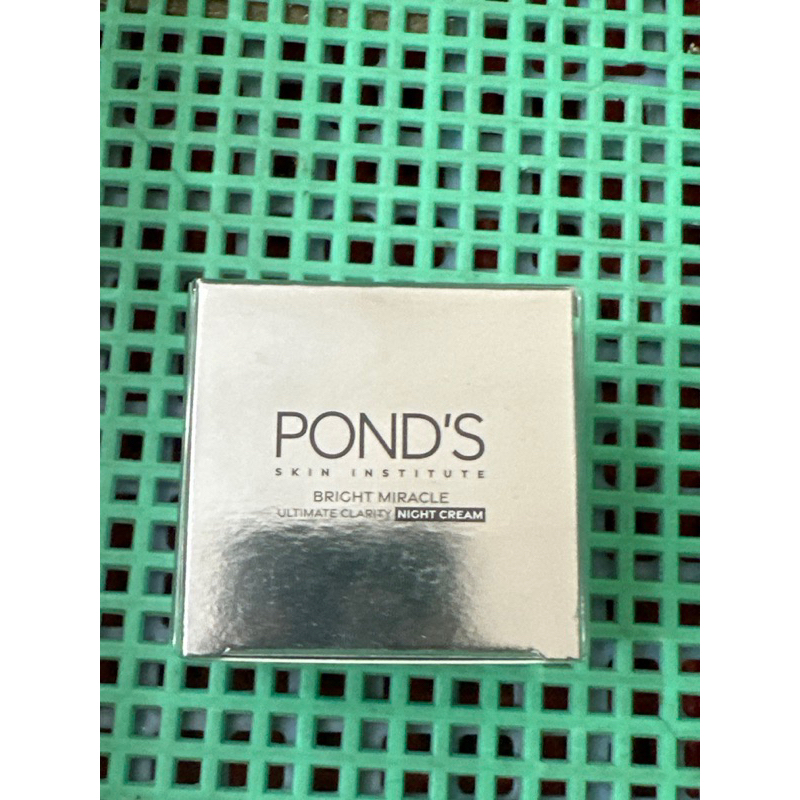 POND'S
SKIN INSTITUTE
BRIGHT MIRACLE
ULTIMATE CLARITY NIGHT CREAM